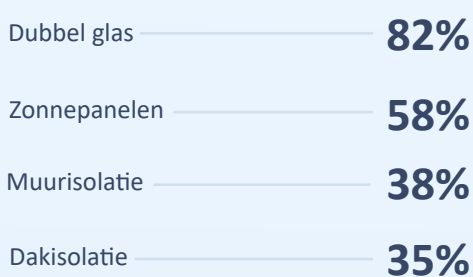 Dubbel glas 82%
Zonnepanelen 58%
Muurisolatie 38%
Dakisolatie 35%